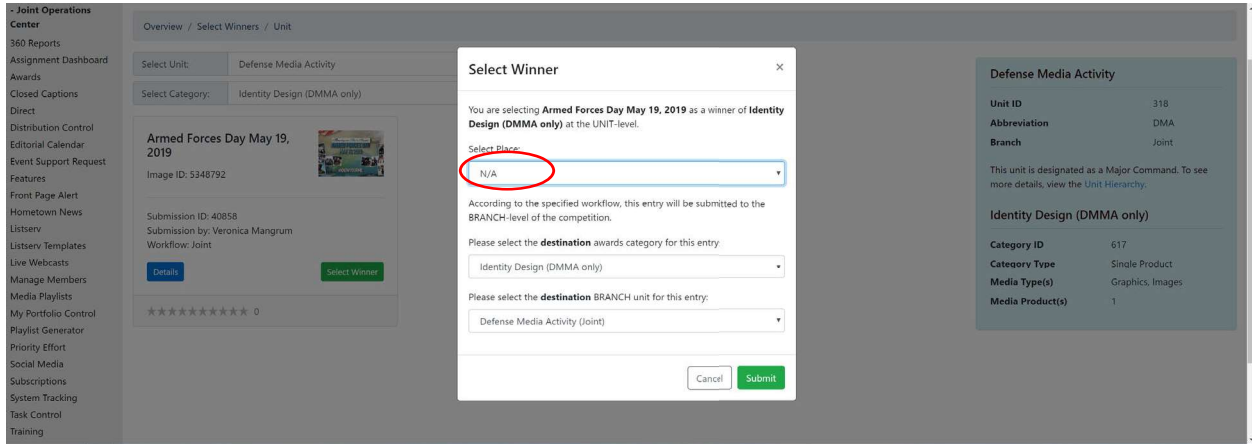 - Joint Operations
Center
360 Reports
Assignment Dashboard
Awards
Closed Captions
Direct
Distribution Control
Editorial Calendar
Event Support Request
Features
Front Page Alert
Hometown News
Listserv
Listserv Templates
Live Webcasts
Manage Members
Media Playlists
My Portfolio Control
Playlist Generator
Priority Effort
Social Media
Subscriptions
System Tracking
Task Control
Training
Overview / Select Winners / Unit
Select Unit: Defense Media Activity
Select Category: Identity Design (DMMA only)
Armed Forces Day May 19,
2019
Image ID: 5348792
Submission ID: 40858
Submission by: Veronica Mangrum
Workflow: Joint
Details Select Winner
★★★★★★★★★★ 0
Select Winner ×
You are selecting Armed Forces Day May 19, 2019 as a winner of Identity
Design (DMMA only) at the UNIT-level.
Select Place:
N/A
According to the specified workflow, this entry will be submitted to the
BRANCH-level of the competition.
Please select the destination awards category for this entry
Identity Design (DMMA only)
Please select the destination BRANCH unit for this entry:
Defense Media Activity (Joint)
Cancel Submit
Defense Media Activity
Unit ID 318
Abbreviation DMA
Branch Joint
This unit is designated as a Major Command. To see
more details, view the Unit Hierarchy.
Identity Design (DMMA only)
Category ID 617
Category Type Single Product
Media Type(s) Graphics, Images
Media Product(s) 1